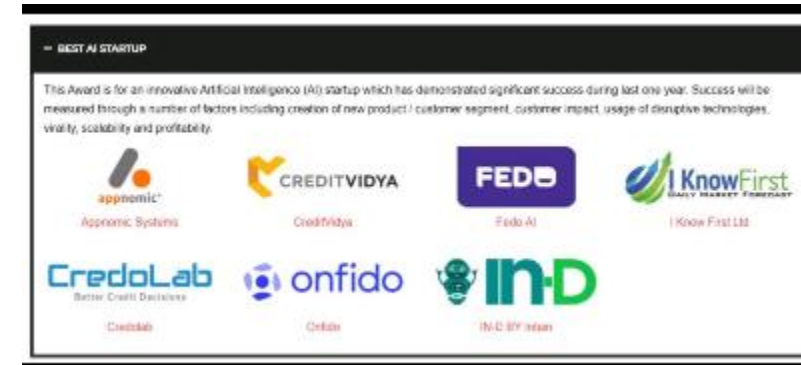 BEST AI STARTUP
This Award is for an innovative Artificial Intelligence (AI) startup which has demonstrated significant success during last one year. Success will be
measured through a number of factors including creation of new product / customer segment, customer impact, usage of disruptive technologies,
virality, scalability and profitability.
appnomic
CREDITVIDYA
FEDO
I KnowFirst
DAILY MARKET FORECAST
Appnomic Systems
CreditVidya
Fedo AI
I Know First Ltd
CredoLab
Better Credit Decisions
onfido
IN-D
Credolab
Onfido
IN-D BY Intain